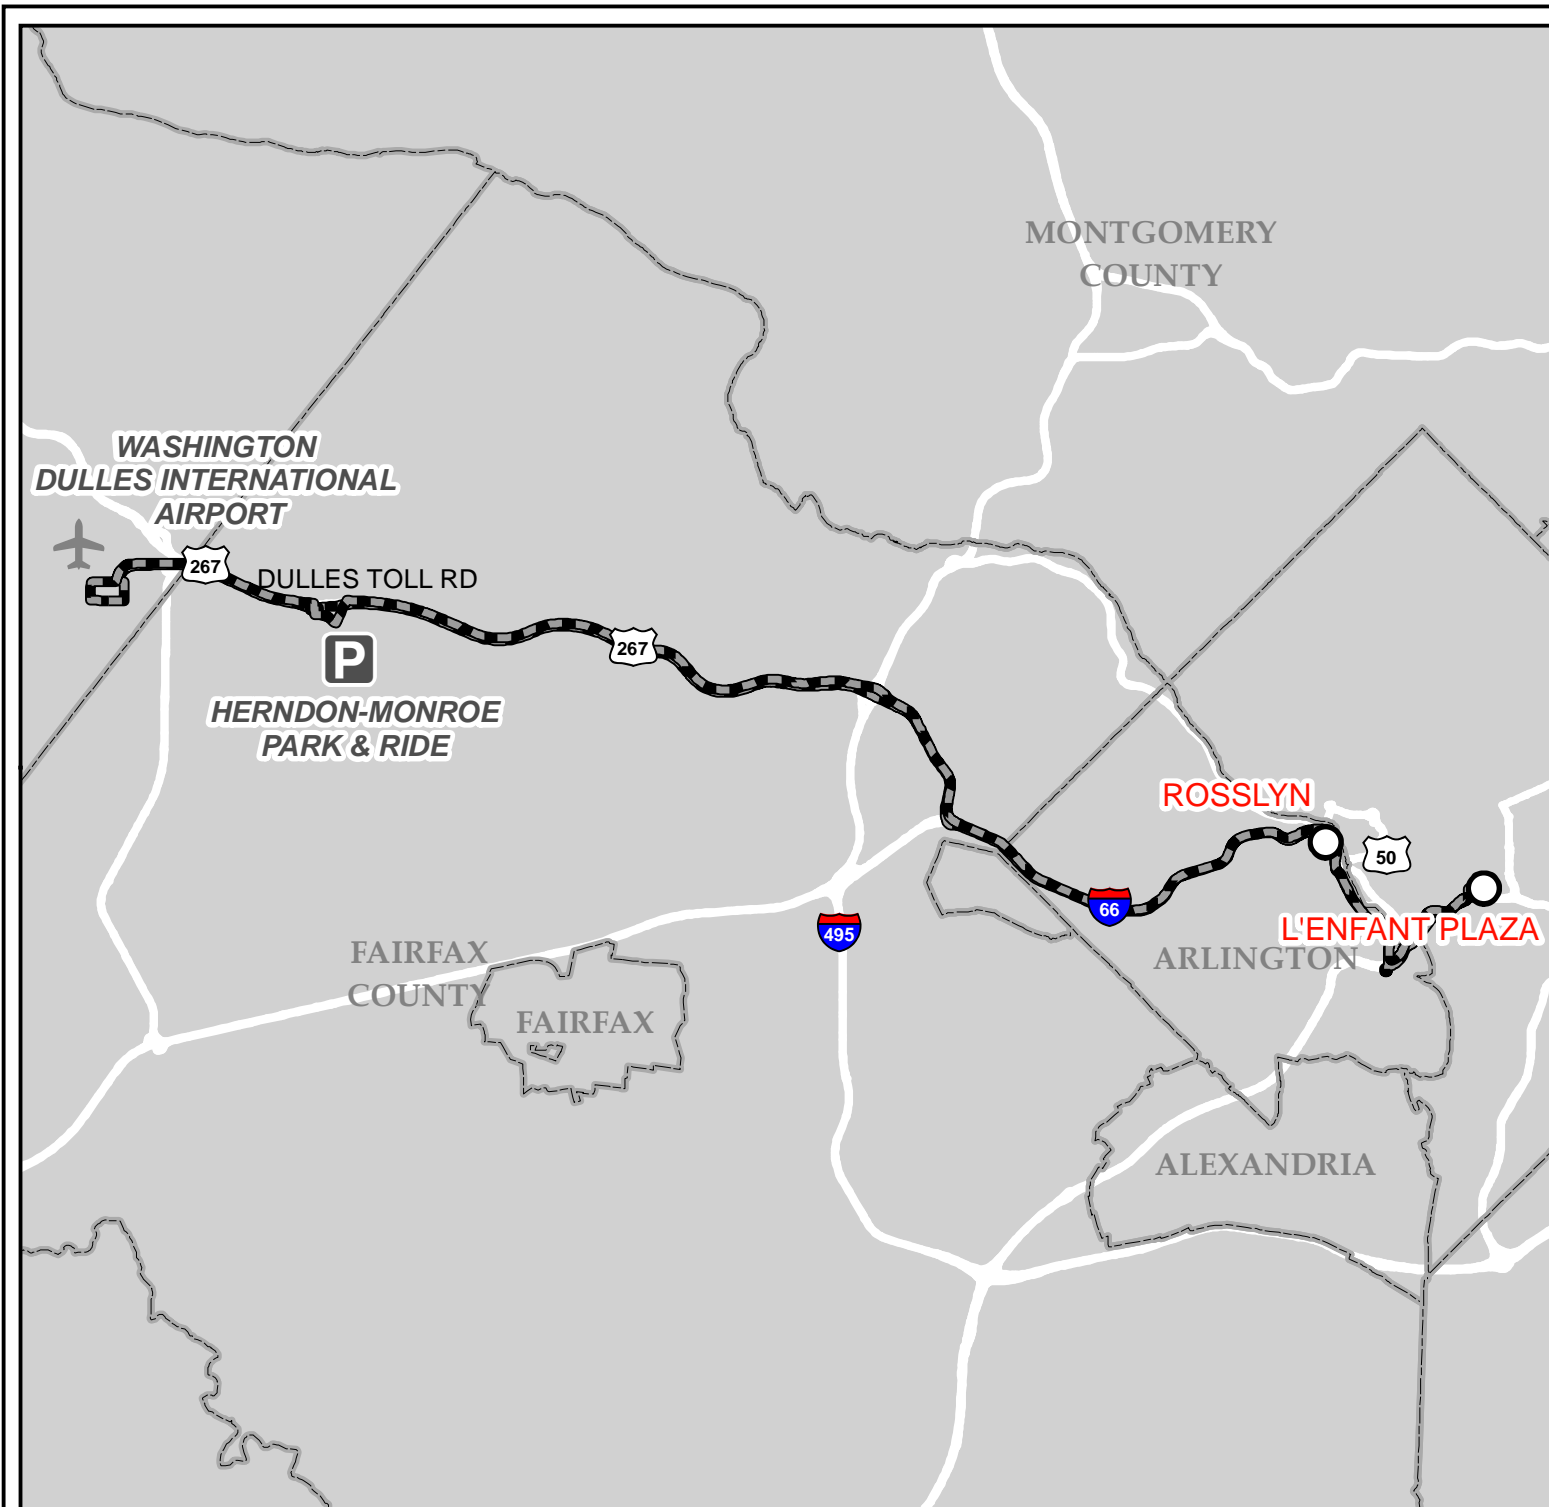 MONTGOMERY
COUNTY
WASHINGTON
DULLES INTERNATIONAL
AIRPORT
267
DULLES TOLL RD
267
P
HERNDON-MONROE
PARK & RIDE
ROSSLYN
50
66
495
L'ENFANT PLAZA
ARLINGTON
FAIRFAX
COUNTY
FAIRFAX
ALEXANDRIA